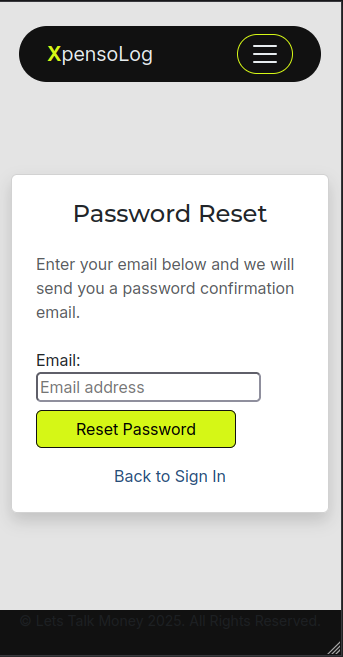 XpensoLog
Password Reset
Enter your email below and we will
send you a password confirmation
email.
Email:
Email address
Reset Password
Back to Sign In
© Lets Talk Money 2025. All Rights Reserved.